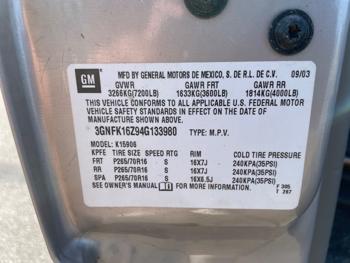 GM
MFD BY GENERAL MOTORS DE MEXICO, S. DE R.L. DE C.V. 09/03
GVWR GAWR FRT GAWR RR
3266KG(7200LB) 1633KG(3600LB) 1814KG(4000LB)
THIS VEHICLE CONFORMS TO ALL APPLICABLE U.S. FEDERAL
MOTOR VEHICLE SAFETY STANDARDS
IN EFFECT ON THE DATE OF
MANUFACTURE SHOWN ABOVE.
3GNFK16Z94G133980 TYPE: M.P.V.
MODEL: K15906
KPFE TIRE SIZE SPEED RTG RIM COLD TIRE PRESSURE
FRT P265/70R16 S 16X7J 240KPA(35PSI)
RR P265/70R16 S 16X7J 240KPA(35PSI)
SPA P265/70R16 S 16X6.5J 240KPA(35PSI)
SEE OWNER'S MANUAL FOR MORE INFORMATION. F 305
T 267